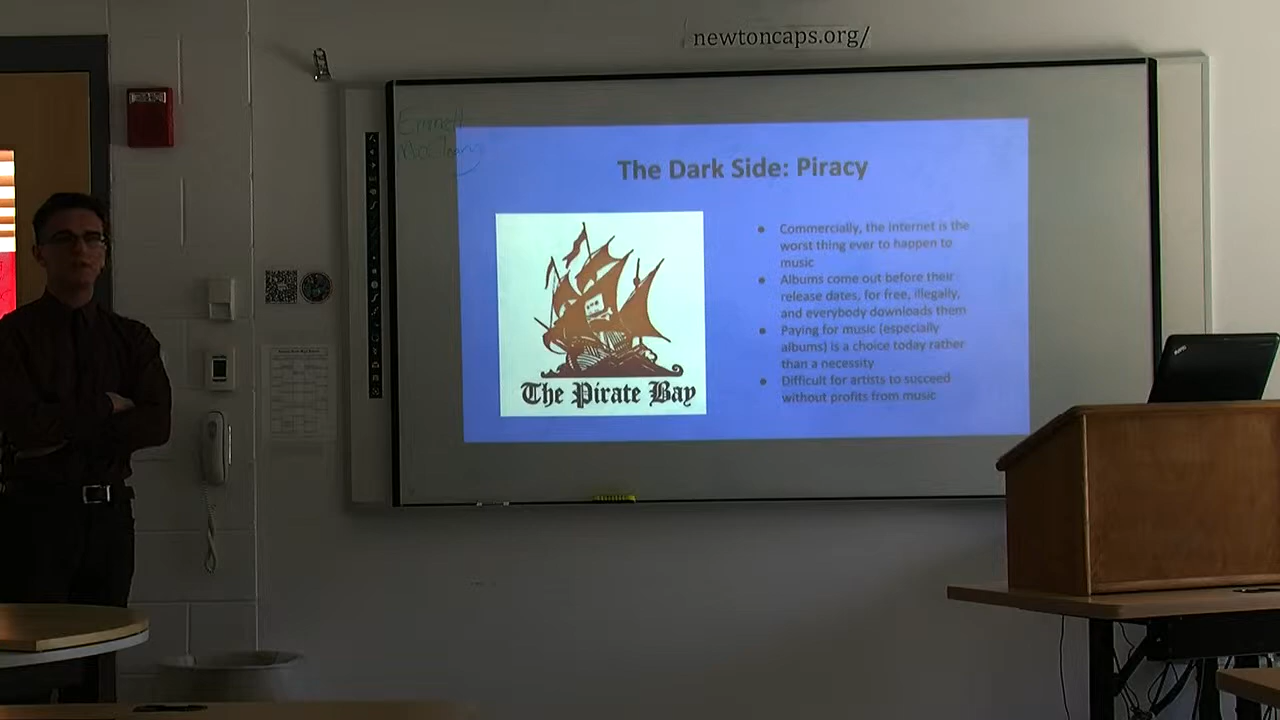 newtoncaps.org/
Emmett
McCleary
The Dark Side: Piracy
The Pirate Bay
● Commercially, the internet is the
worst thing ever to happen to
music
● Albums come out before their
release dates, for free, illegally,
and everybody downloads them
● Paying for music (especially
albums) is a choice today rather
than a necessity
● Difficult for artists to succeed
without profits from music